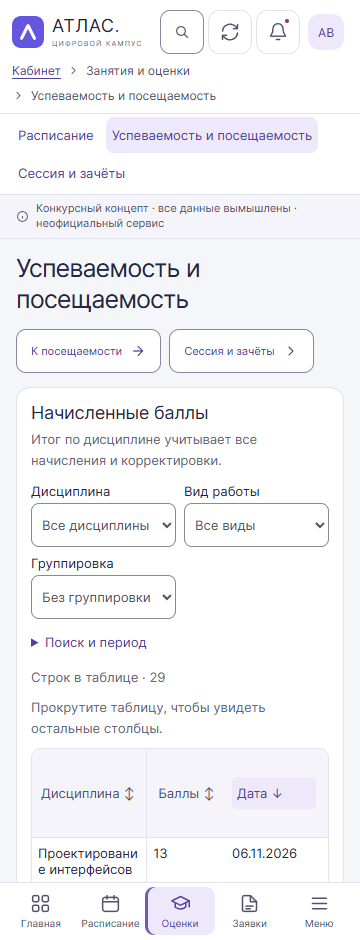 АТЛАС.
ЦИФРОВОЙ КАМПУС
АВ
Кабинет
Занятия и оценки
Успеваемость и посещаемость
Расписание
Успеваемость и посещаемость
Сессия и зачёты
Конкурсный концепт · все данные вымышлены ·
неофициальный сервис
Успеваемость и
посещаемость
К посещаемости
Сессия и зачёты
Начисленные баллы
Итог по дисциплине учитывает все
начисления и корректировки.
Дисциплина
Вид работы
Все дисциплины
Все виды
Группировка
Без группировки
Поиск и период
Строк в таблице · 29
Прокрутите таблицу, чтобы увидеть
остальные столбцы.
Дисциплина
Баллы
Дата
Проектировани
е интерфейсов
13
06.11.2026
Главная
Расписание
Оценки
Заявки
Меню